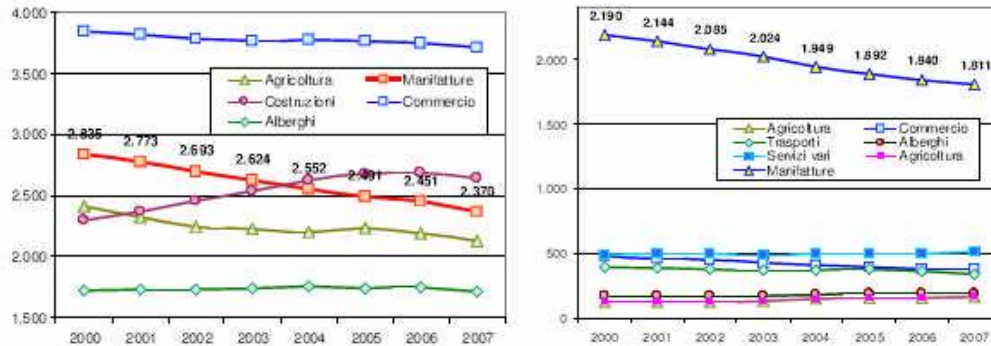 4.000
3.500
Agricoltura Manifatture
Costruzioni Commercio
Alberghi
3.000
2.835 2.773 2.693 2.624 2.552 2.491 2.451 2.370
2.500
2.000
1.500
2000 2001 2002 2003 2004 2005 2006 2007
2.190 2.144 2.085 2.024 1.949 1.892 1.840 1.811
2.000
1.500
Agricoltura Commercio
Trasporti Alberghi
Servizi vari Agricoltura
Manifatture
1.000
500
0
2000 2001 2002 2003 2004 2005 2006 2007